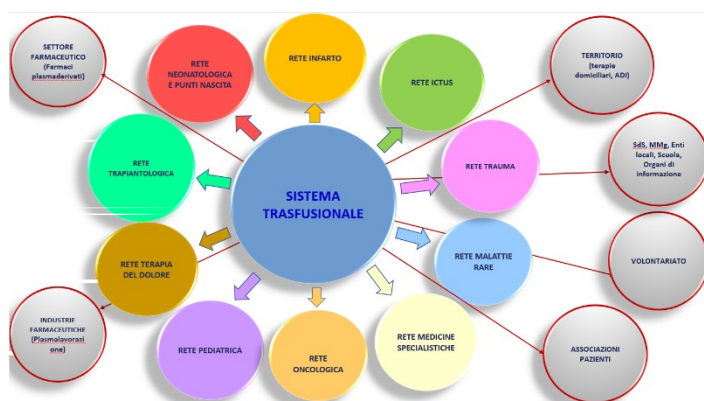 SETTORE
FARMACEUTICO
(Farmaci
plasmaderivati)
RETE
NEONATOLOGICA
E PUNTI NASCITA
RETE INFARTO
RETE ICTUS
TERRITORIO
(terapie
domiciliari, ADI)
RETE
TRAPIANTOLOGICA
SISTEMA
TRASFUSIONALE
RETE TRAUMA
SdS, MMg, Enti
locali, Scuola,
Organi di
Informazione
RETE TERAPIA
DEL DOLORE
RETE MALATTIE
RARE
VOLONTARIATO
INDUSTRIE
FARMACEUTICHE
(Plasmalavorazi
one)
RETE PEDIATRICA
RETE
ONCOLOGICA
RETE MEDICINE
SPECIALISTICHE
ASSOCIAZIONI
PAZIENTI